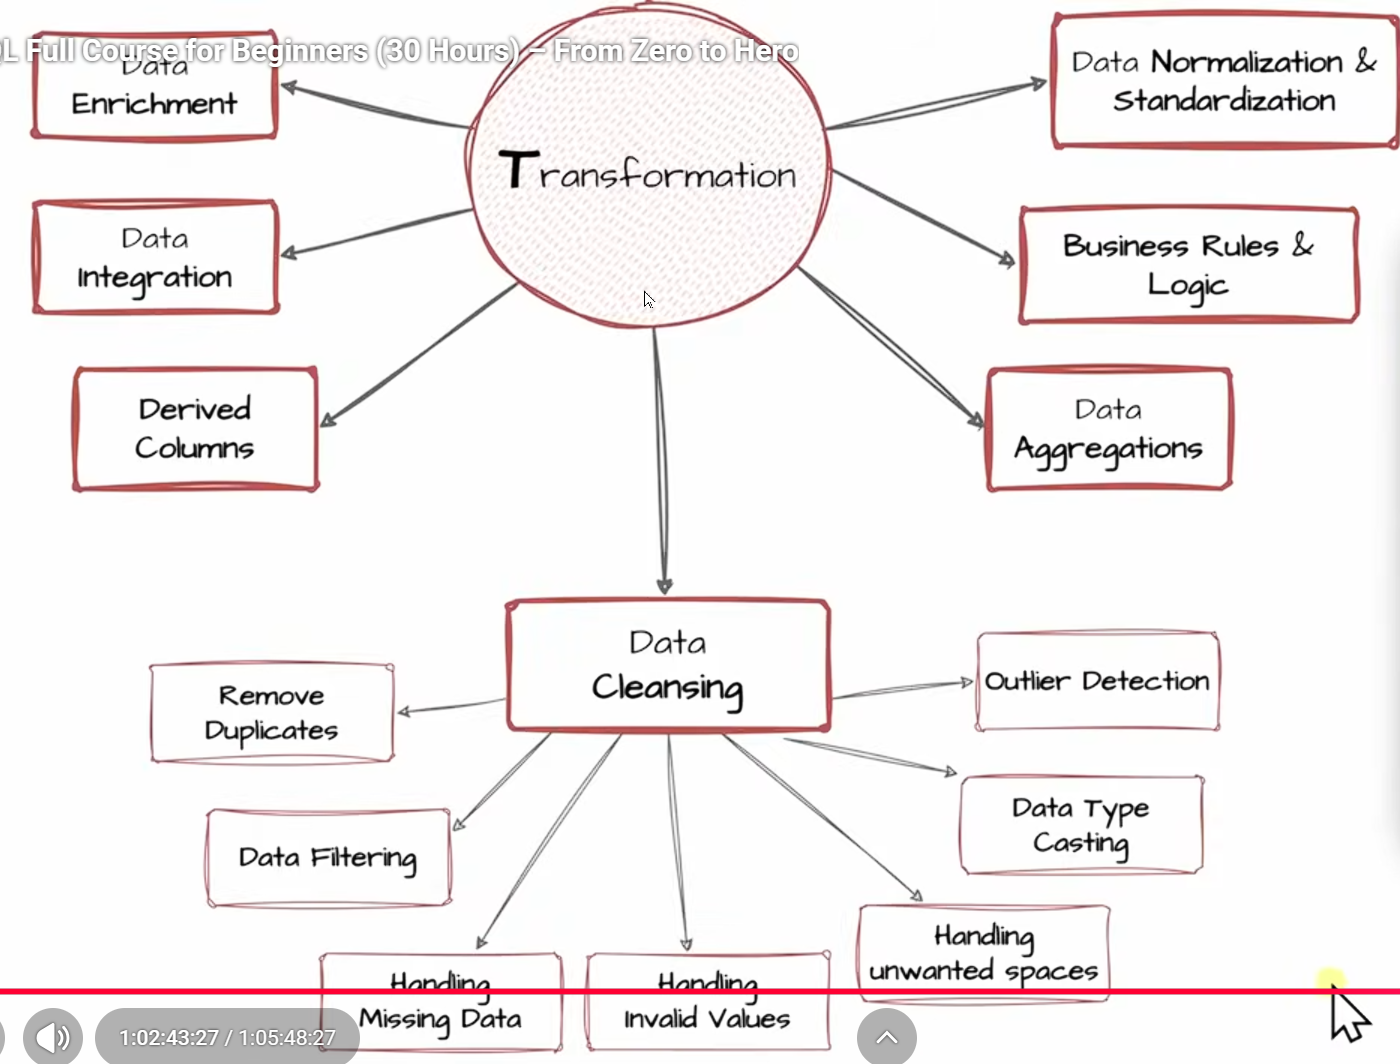 QL Full Course for Beginners (30 Hours) – From Zero to Hero
Data
Enrichment
Transformation
Data Normalization &
Standardization
Data
Integration
Business Rules &
Logic
Derived
Columns
Data
Aggregations
Data
Cleansing
Remove
Duplicates
Outlier Detection
Data Filtering
Data Type
Casting
Handling
Missing Data
Handling
Invalid Values
Handling
unwanted spaces
1:02:43:27 / 1:05:48:27